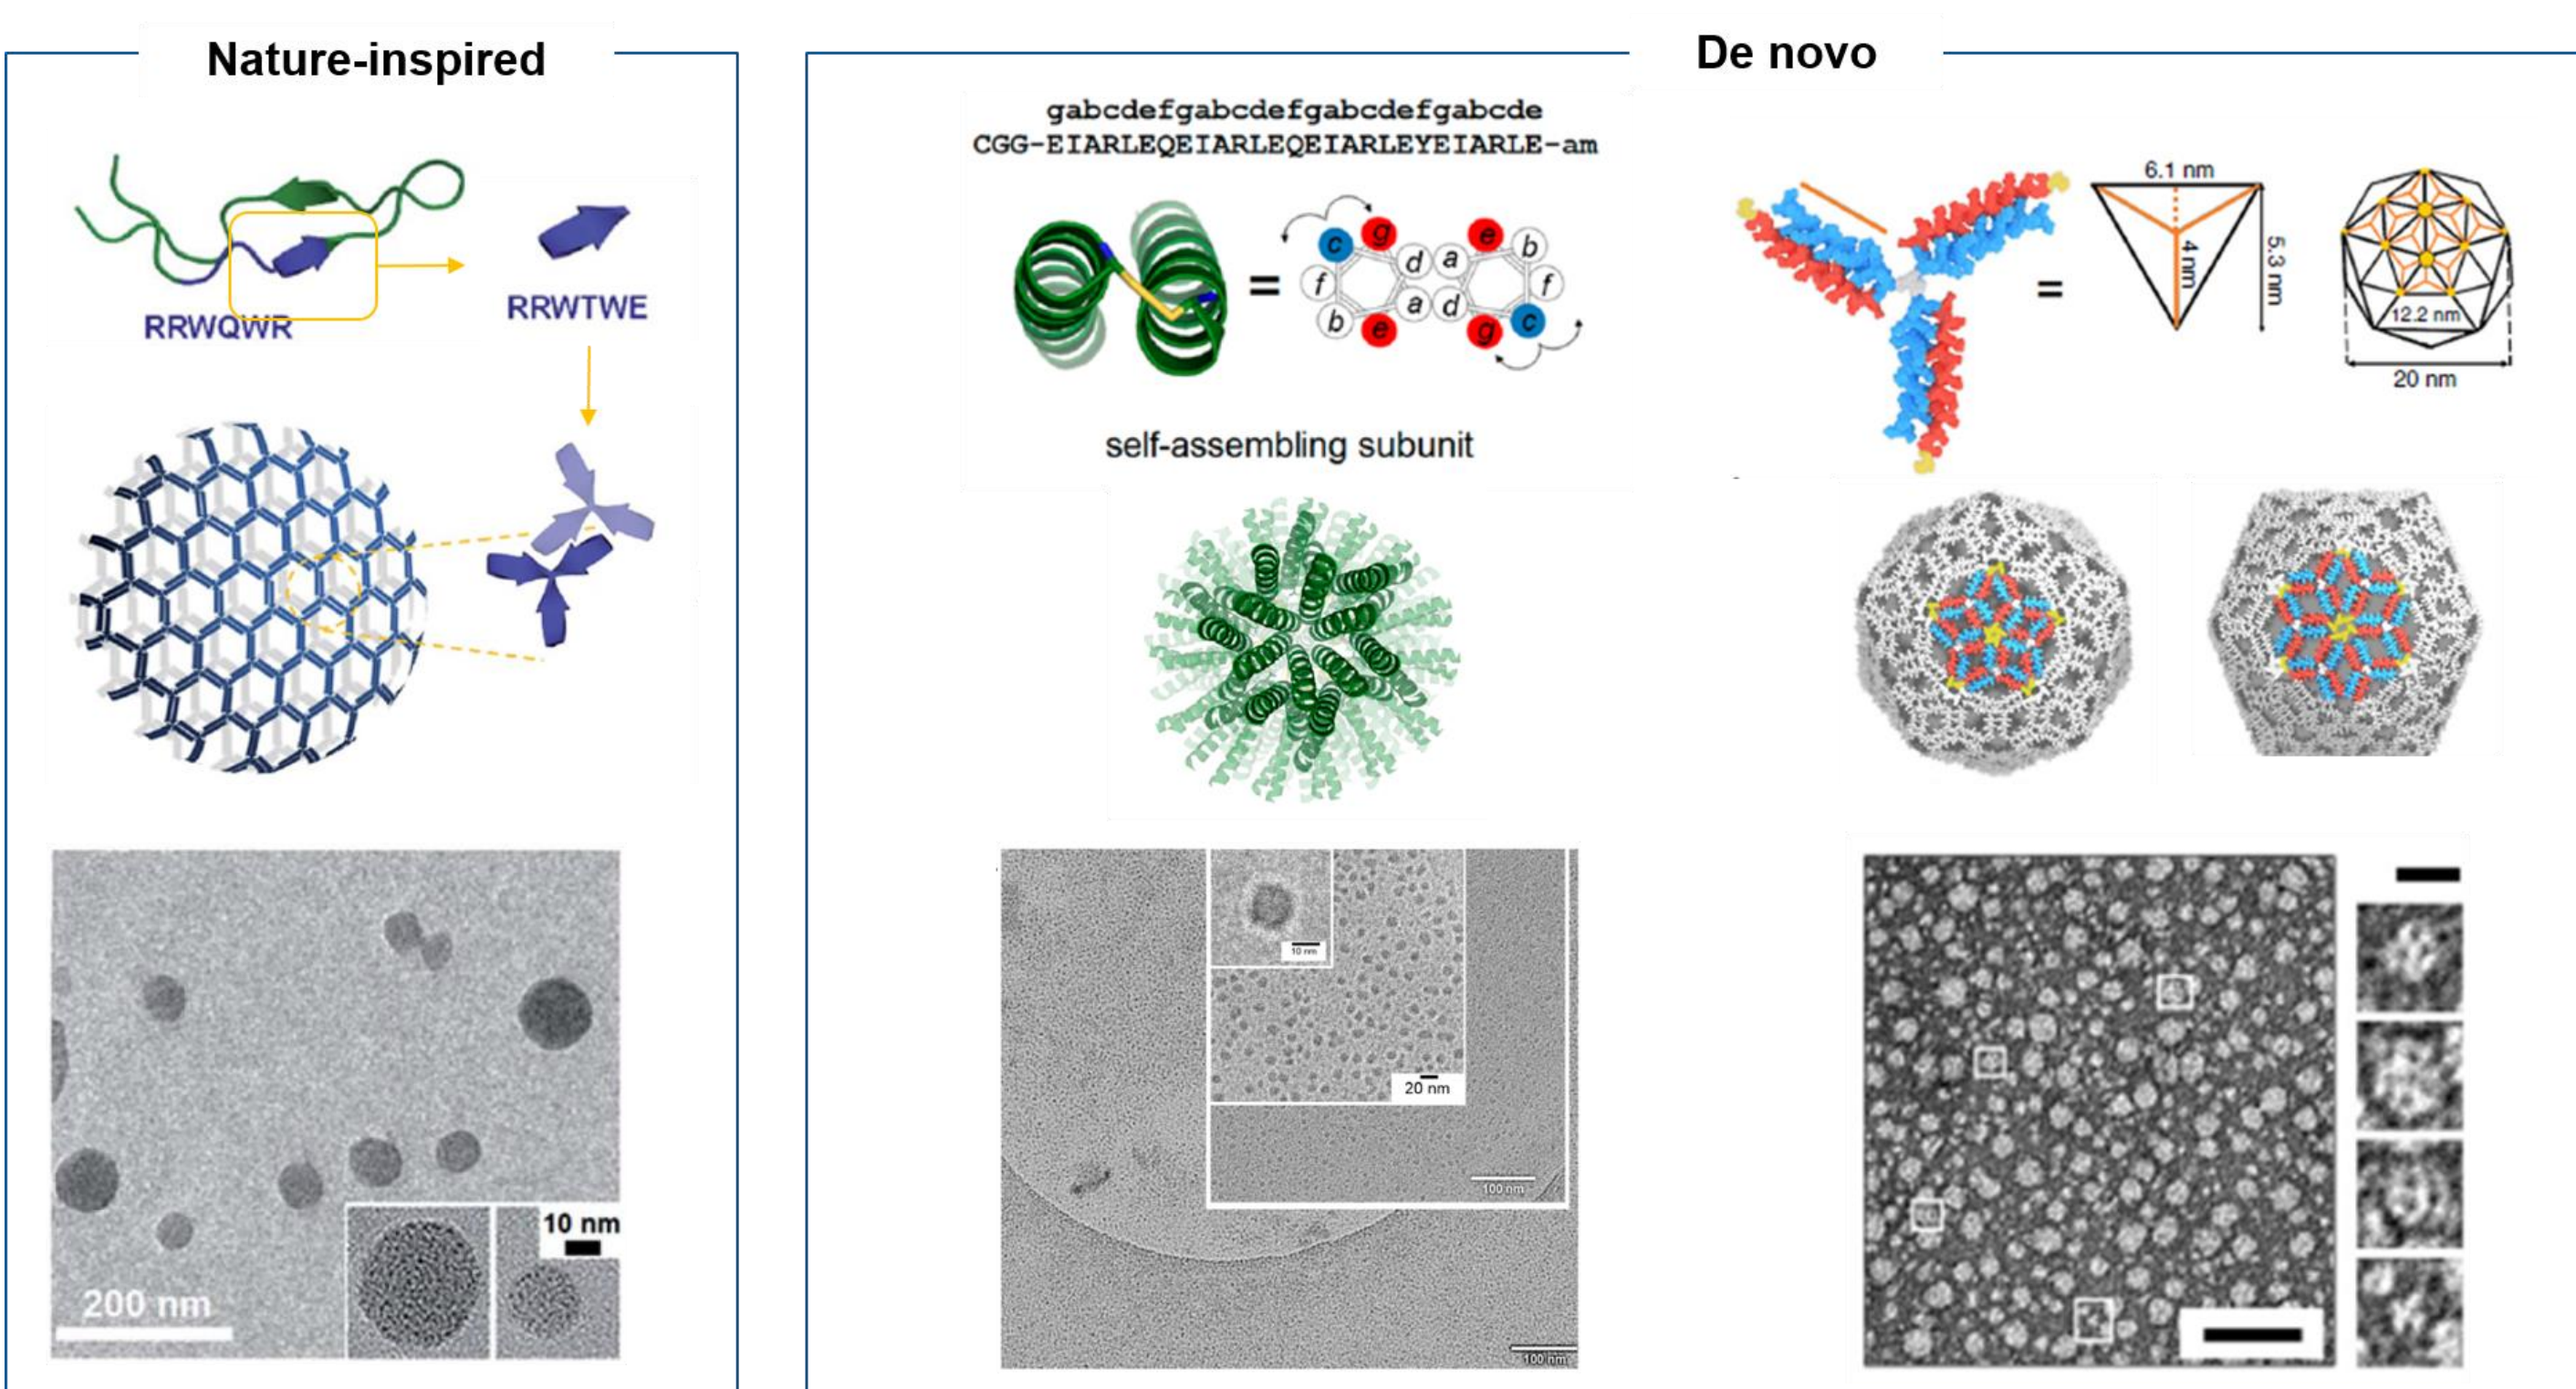 Nature-inspired
RRWQWR
RRWTWE
200 nm
10 nm
De novo
gabcdefgabcdefgabcdefgabcde
CGG-EIARLEQEIARLEQEIARLEYEIARLE-am
=
c g d a e b
f f
b e a d g c
self-assembling subunit
10 nm
20 nm
100 nm
100 nm
=
6.1 nm
4 nm
5.3 nm
12.2 nm
20 nm